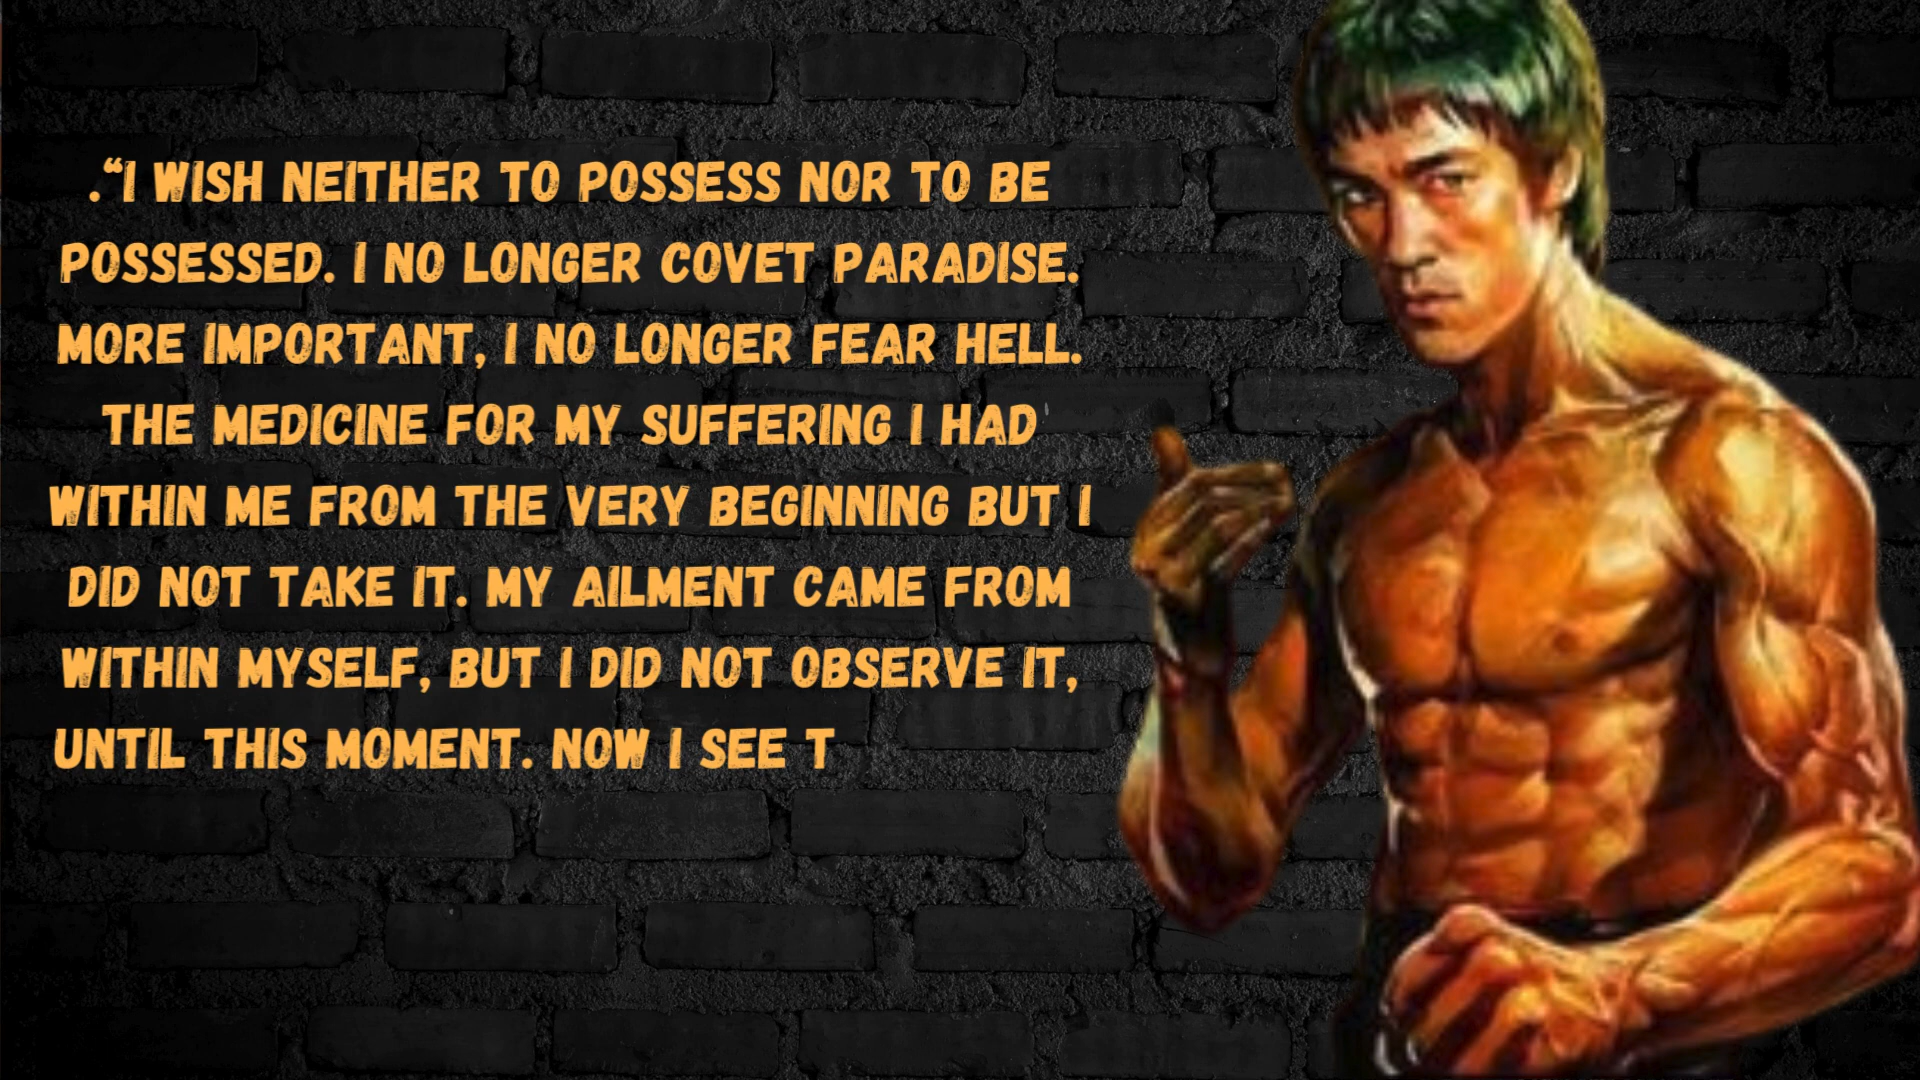 .“I WISH NEITHER TO POSSESS NOR TO BE
POSSESSED. I NO LONGER COVET PARADISE.
MORE IMPORTANT, I NO LONGER FEAR HELL.
THE MEDICINE FOR MY SUFFERING I HAD
WITHIN ME FROM THE VERY BEGINNING BUT I
DID NOT TAKE IT. MY AILMENT CAME FROM
WITHIN MYSELF, BUT I DID NOT OBSERVE IT,
UNTIL THIS MOMENT. NOW I SEE T